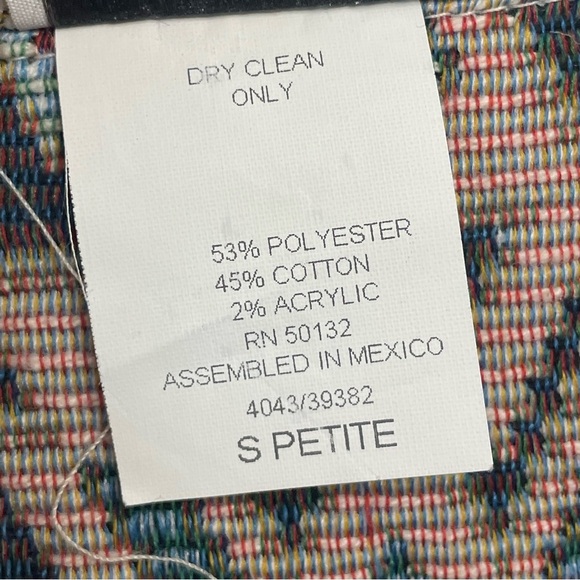 DRY CLEAN
ONLY
53% POLYESTER
45% COTTON
2% ACRYLIC
RN 50132
ASSEMBLED IN MEXICO
4043/39382
S PETITE